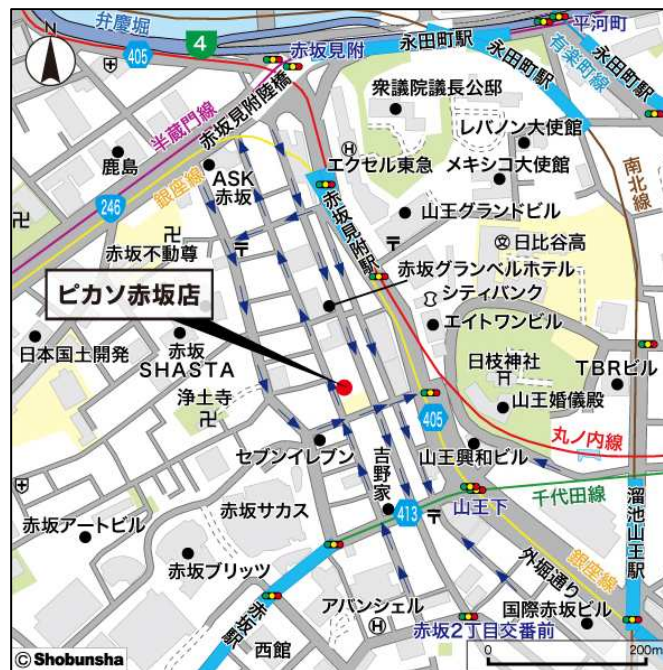 弁慶堀
405
4
赤坂見附
永田町駅
平河町
N
永田町駅
有楽町線
半蔵門線
赤坂見附陸橋
衆議院議長公邸
レバノン大使館
鹿島
銀座線
ASK
赤坂
エクセル東急
メキシコ大使館
南北線
246
赤坂見附駅
山王グランドビル
赤坂不動尊
文
日比谷高
赤坂グランベルホテル
ピカソ赤坂店
シティバンク
エイトワンビル
日本国土開発
赤坂
SHASTA
日枝神社
TBRビル
浄土寺
405
山王婚儀殿
丸ノ内線
セブンイレブン
吉野家
山王興和ビル
赤坂サカス
413
山王下
千代田線
溜池山王駅
赤坂アートビル
赤坂ブリッツ
外堀通り
銀座線
赤坂駅
アバンシェル
赤坂2丁目交番前
国際赤坂ビル
西館
0
200m
© Shobunsha